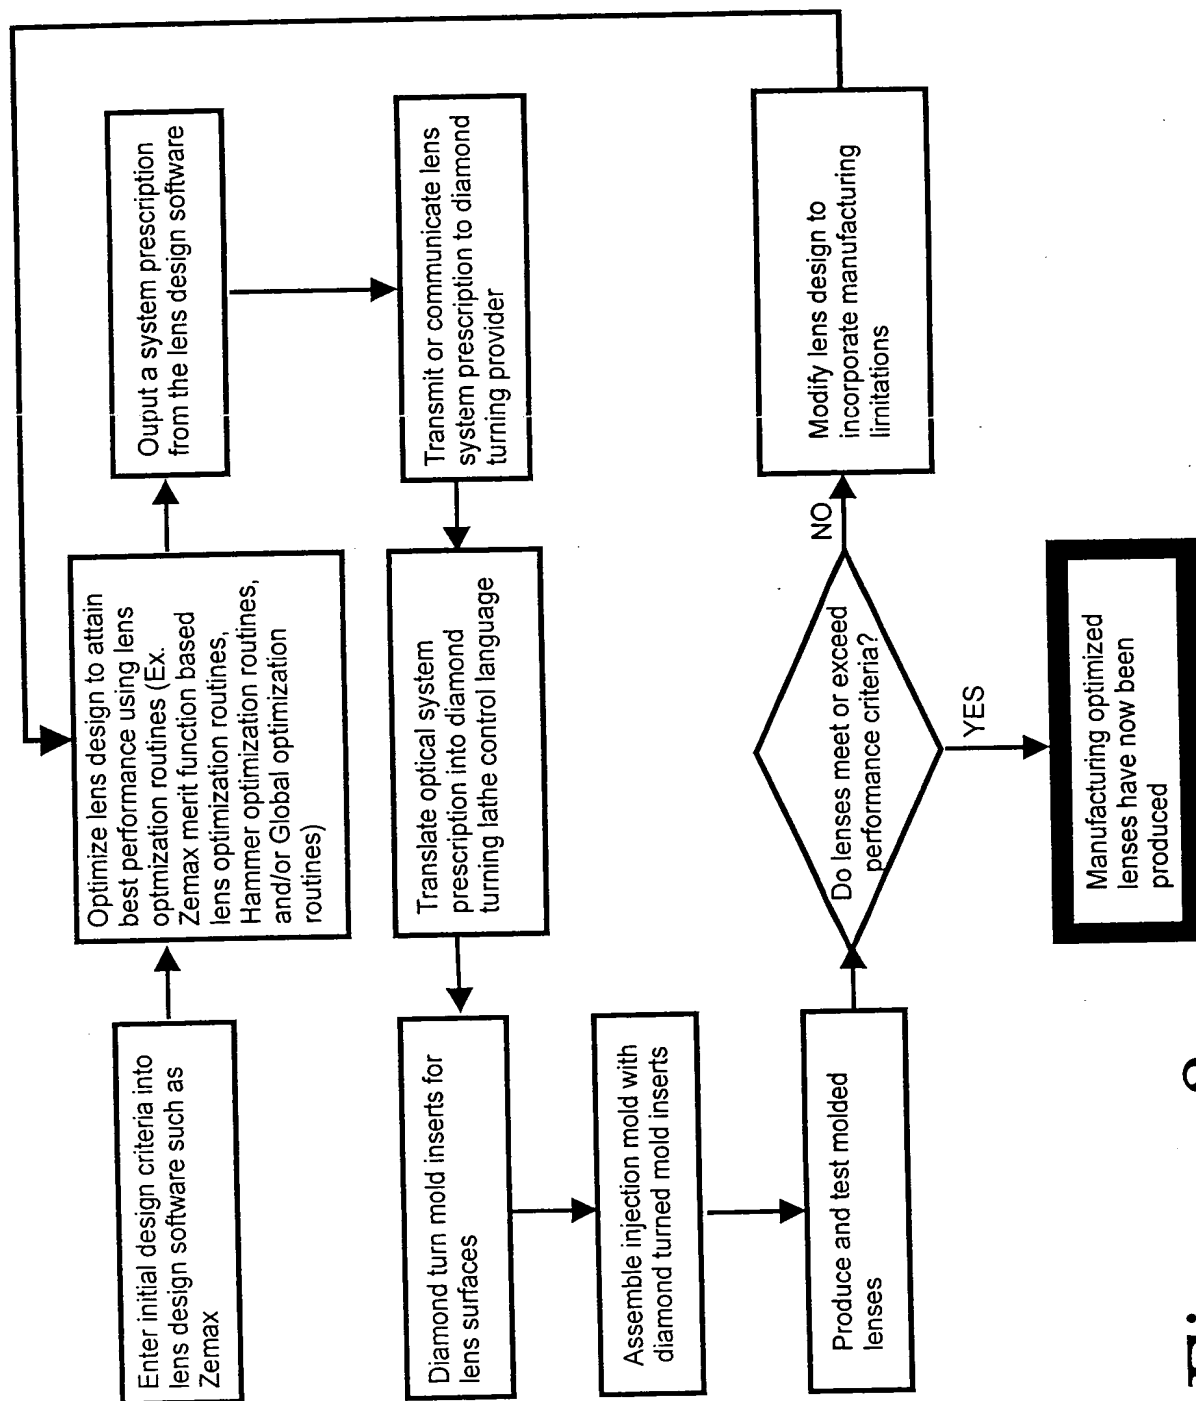 Enter initial design criteria into
lens design software such as
Zemax
Optimize lens design to attain
best performance using lens
optmization routines (Ex.
Zemax merit function based
lens optimization routines,
Hammer optimization routines,
and/or Global optimization
routines)
Ouput a system prescription
from the lens design software
Transmit or communicate lens
system prescription to diamond
turning provider
Translate optical system
prescription into diamond
turning lathe control language
Diamond turn mold inserts for
lens surfaces
Assemble injection mold with
diamond turned mold inserts
Produce and test molded
lenses
Do lenses meet or exceed
performance criteria?
NO
Modify lens design to
incorporate manufacturing
limitations
YES
Manufacturing optimized
lenses have now been
produced